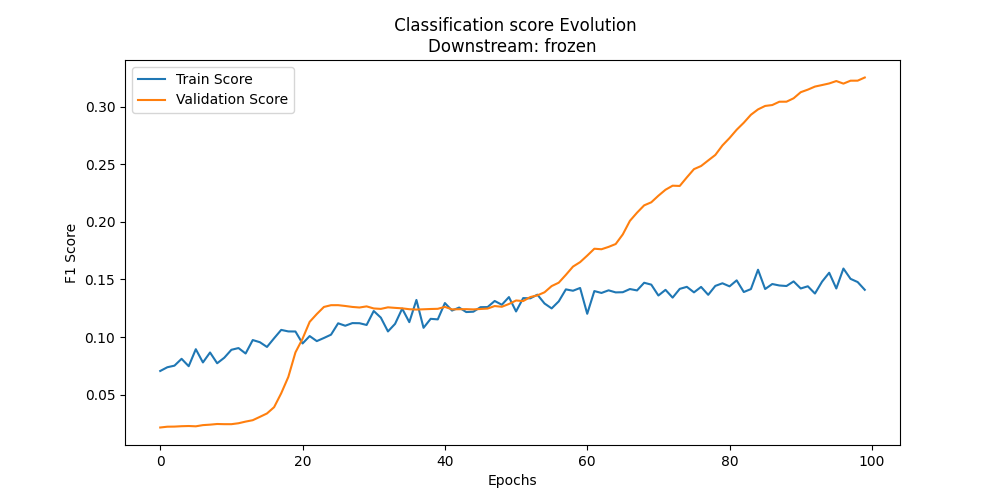 Classification score Evolution
Downstream: frozen
Train Score
Validation Score
F1 Score
0.30
0.25
0.20
0.15
0.10
0.05
0 20 40 60 80 100
Epochs